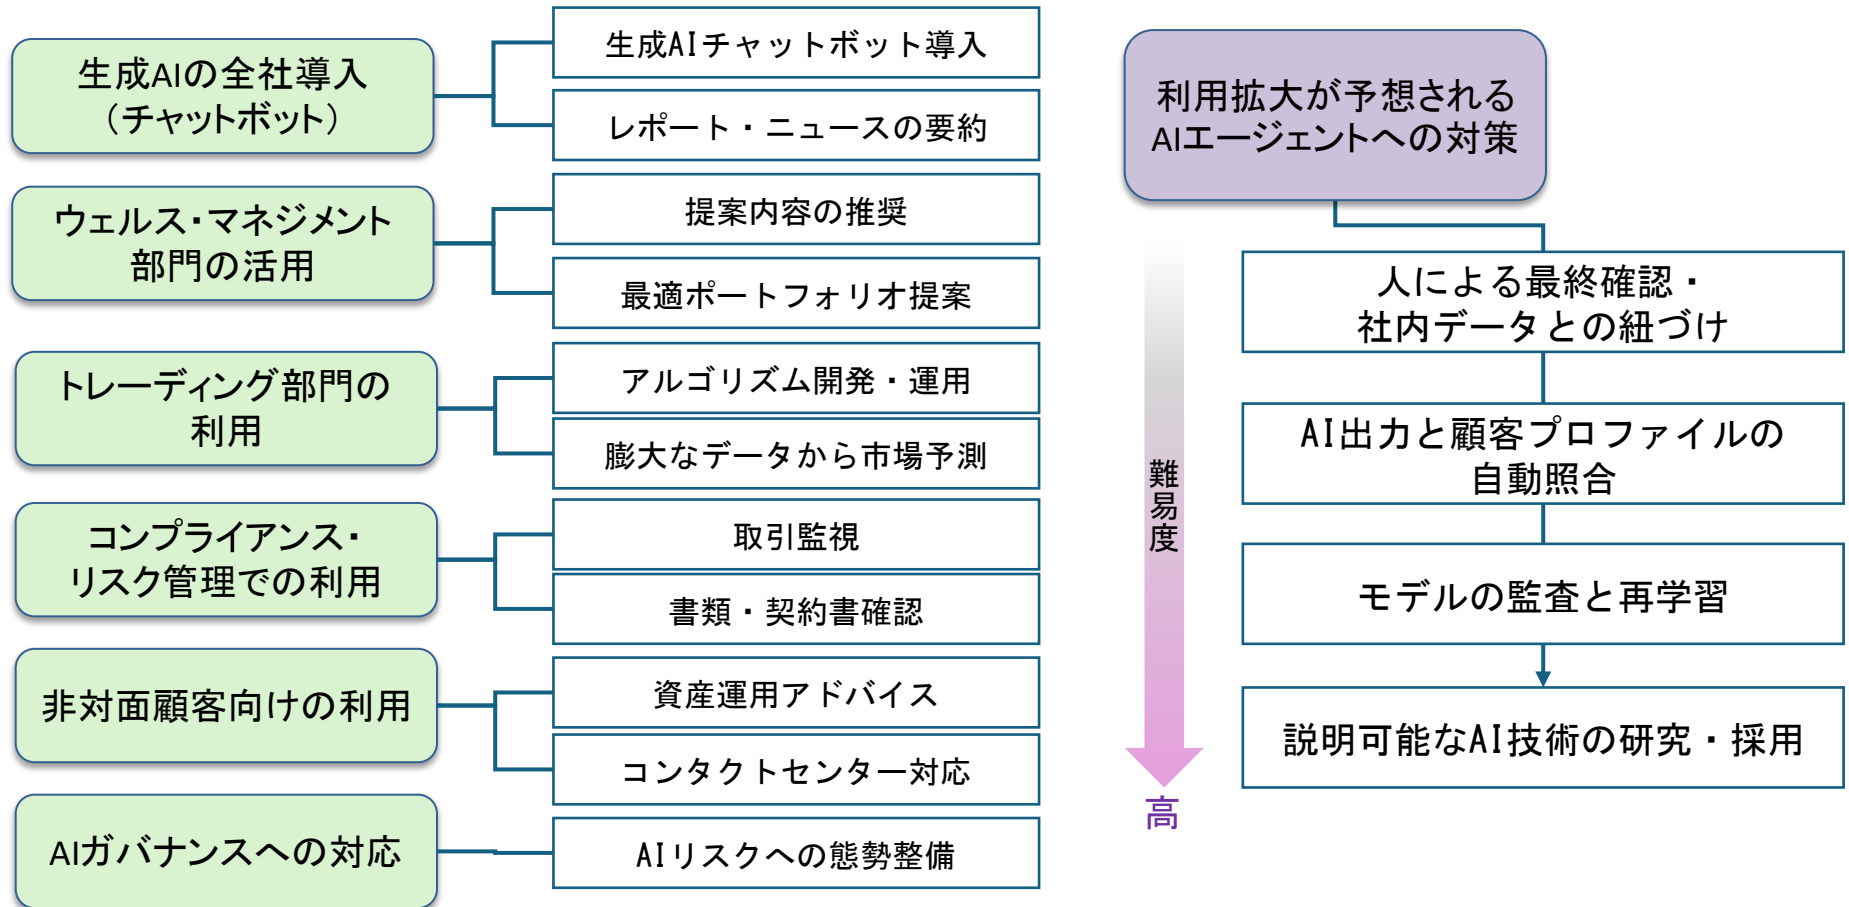 生成AIの全社導入
（チャットボット）
生成AIチャットボット導入
レポート・ニュースの要約
ウェルス・マネジメント
部門の活用
提案内容の推奨
最適ポートフォリオ提案
トレーディング部門の
利用
アルゴリズム開発・運用
膨大なデータから市場予測
コンプライアンス・
リスク管理での利用
取引監視
書類・契約書確認
非対面顧客向けの利用
資産運用アドバイス
コンタクトセンター対応
AIガバナンスへの対応
AIリスクへの態勢整備
利用拡大が予想される
AIエージェントへの対策
難易度
高
人による最終確認・
社内データとの紐づけ
AI出力と顧客プロファイルの
自動照合
モデルの監査と再学習
説明可能なAI技術の研究・採用